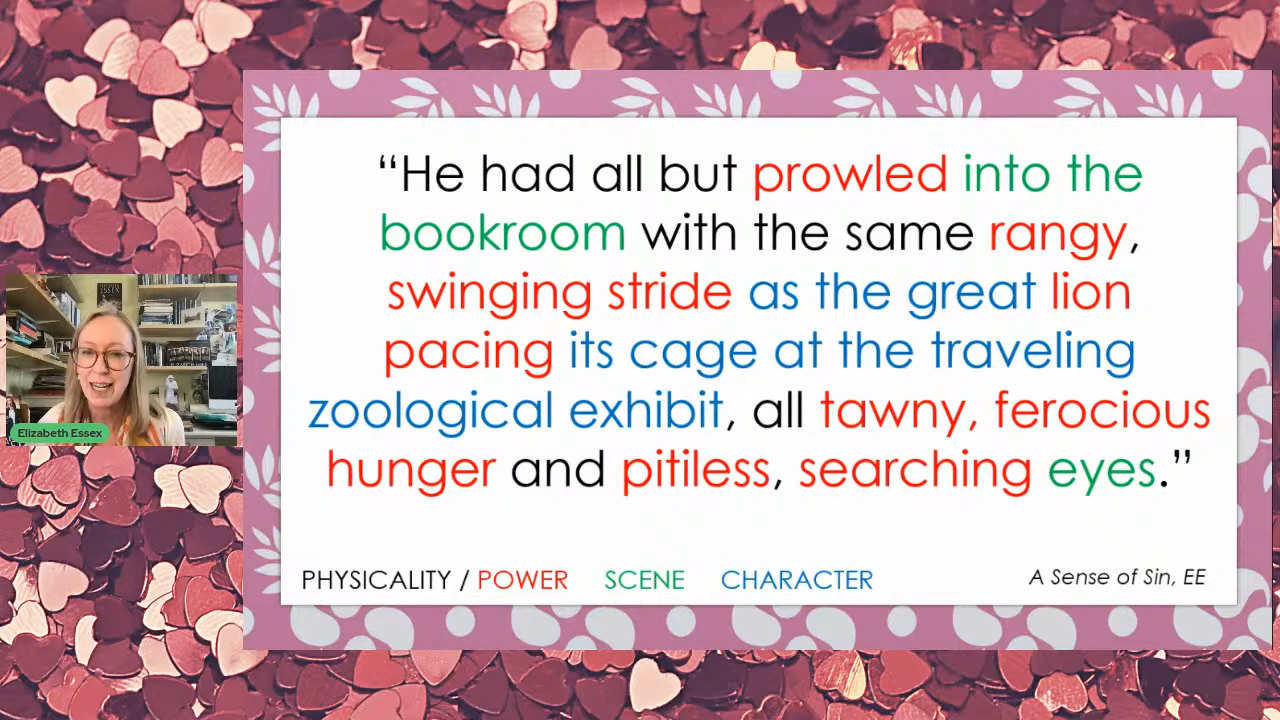 “He had all but prowled into the
bookroom with the same rangy,
swinging stride as the great lion
pacing its cage at the traveling
zoological exhibit, all tawny, ferocious
hunger and pitiless, searching eyes.”
PHYSICALITY / POWER SCENE CHARACTER
A Sense of Sin, EE
ESSEX
Elizabeth Essex